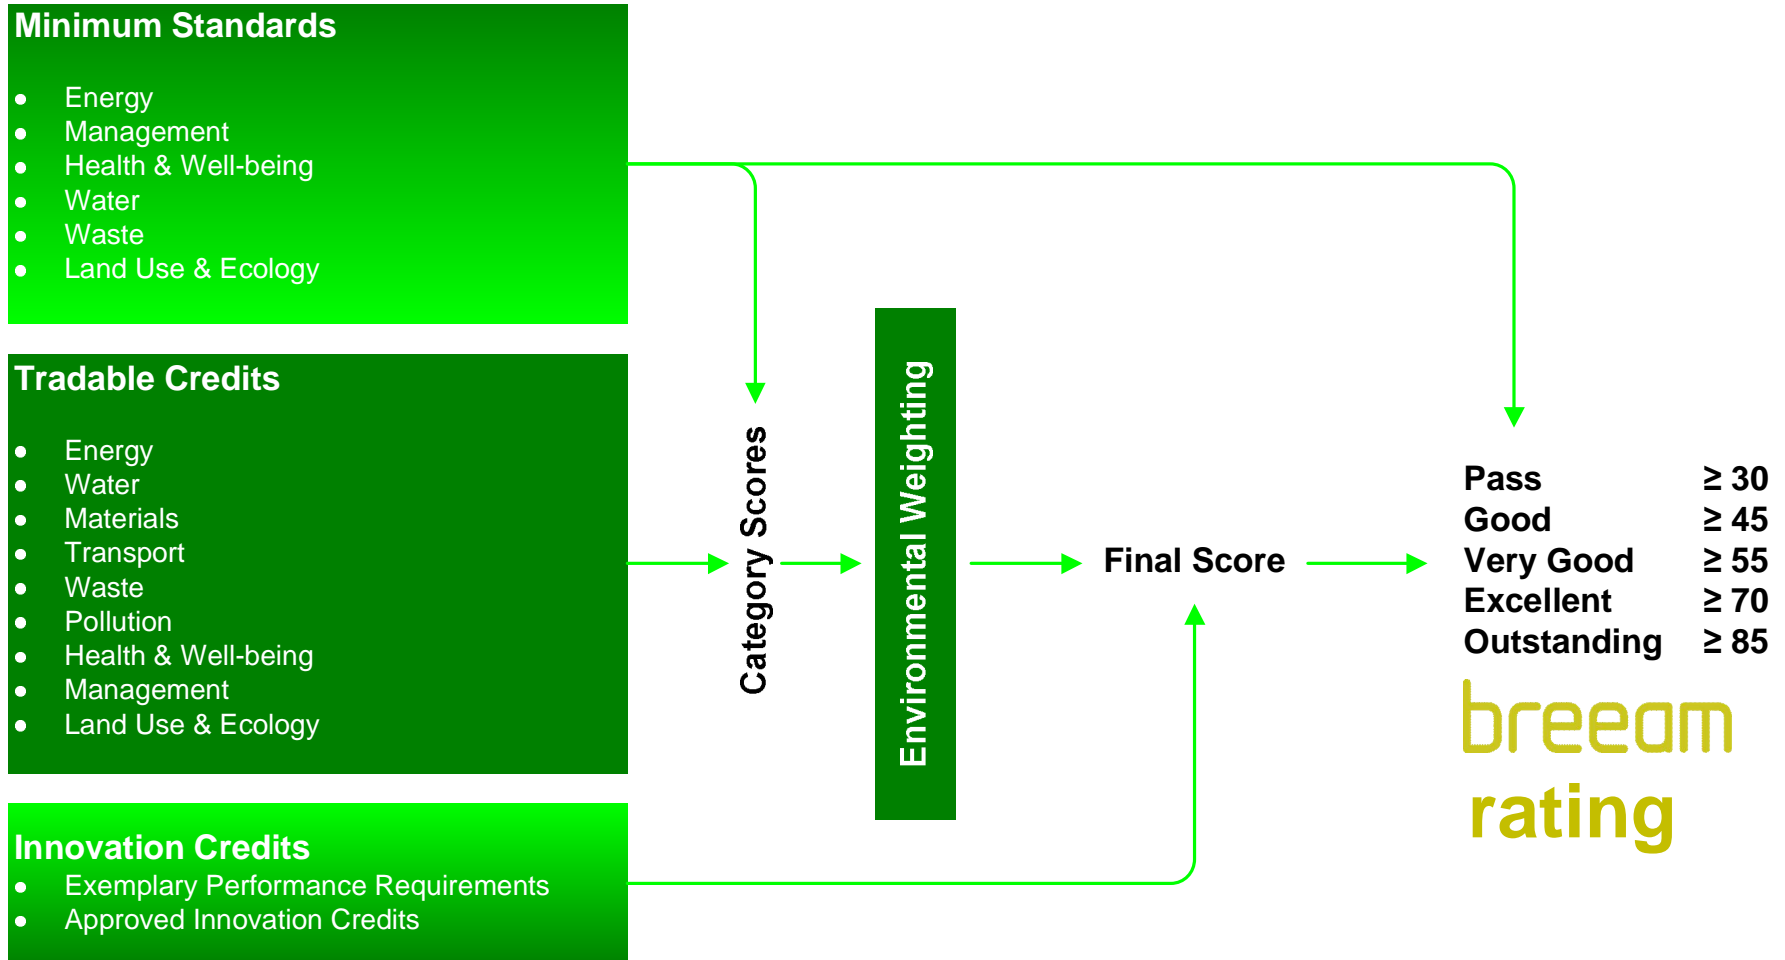 Minimum Standards
● Energy
● Management
● Health & Well-being
● Water
● Waste
● Land Use & Ecology
Tradable Credits
● Energy
● Water
● Materials
● Transport
● Waste
● Pollution
● Health & Well-being
● Management
● Land Use & Ecology
Innovation Credits
● Exemplary Performance Requirements
● Approved Innovation Credits
Category Scores
Environmental Weighting
Final Score
Pass ≥ 30
Good ≥ 45
Very Good ≥ 55
Excellent ≥ 70
Outstanding ≥ 85
breeam
rating